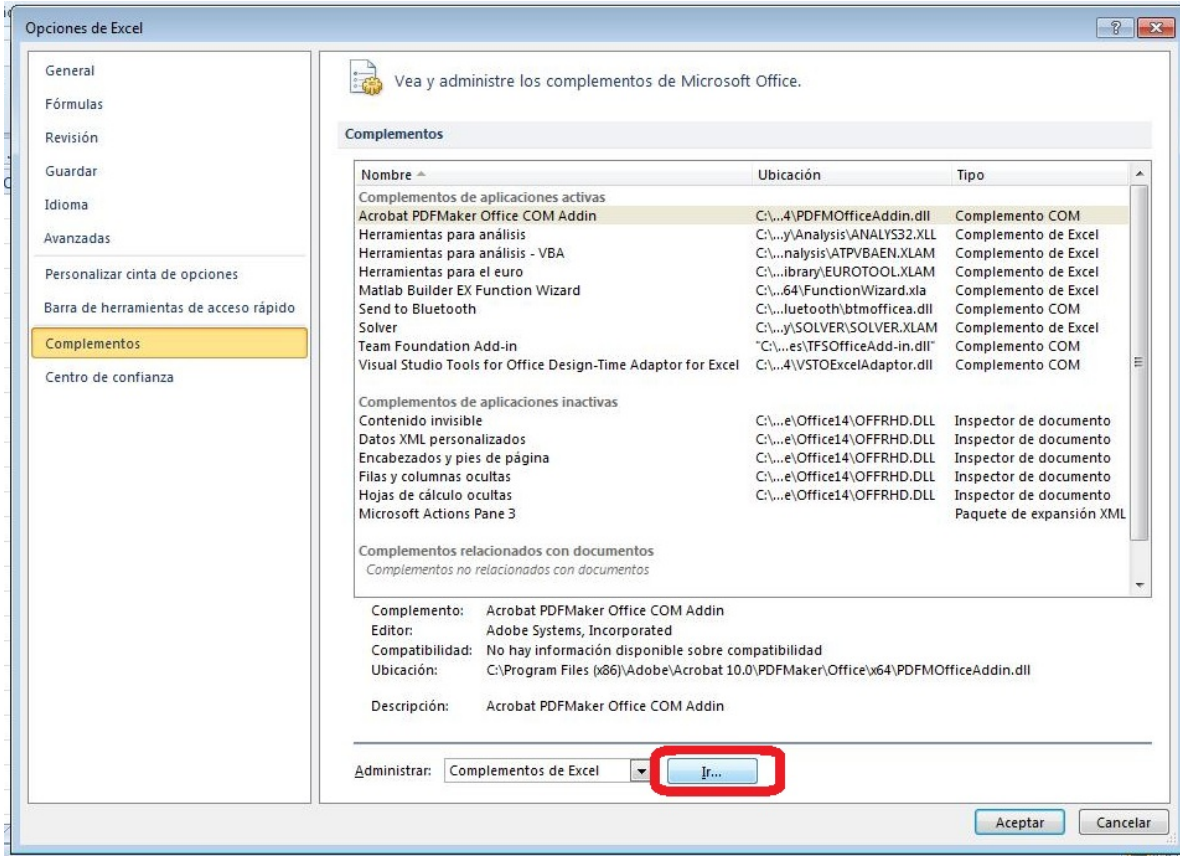 Opciones de Excel
General
Fórmulas
Revisión
Guardar
Idioma
Avanzadas
Personalizar cinta de opciones
Barra de herramientas de acceso rápido
Complementos
Centro de confianza
Vea y administre los complementos de Microsoft Office.
Complementos
Nombre Ubicación Tipo
Complementos de aplicaciones activas
Acrobat PDFMaker Office COM Addin C:\...4\PDFMOfficeAddin.dll Complemento COM
Herramientas para análisis C:\...y\Analysis\ANALYS32.XLL Complemento de Excel
Herramientas para análisis - VBA C:\...nalysis\ATPVBAEN.XLAM Complemento de Excel
Herramientas para el euro C:\...ibrary\EUROTOOL.XLAM Complemento de Excel
Matlab Builder EX Function Wizard C:\...64\FunctionWizard.xla Complemento de Excel
Send to Bluetooth C:\...luetooth\btmofficea.dll Complemento COM
Solver C:\...y\SOLVER\SOLVER.XLAM Complemento de Excel
Team Foundation Add-in "C:\...es\TFSOfficeAdd-in.dll" Complemento COM
Visual Studio Tools for Office Design-Time Adaptor for Excel C:\...4\VSTOExcelAdaptor.dll Complemento COM
Complementos de aplicaciones inactivas
Contenido invisible C:\...e\Office14\OFFRHD.DLL Inspector de documento
Datos XML personalizados C:\...e\Office14\OFFRHD.DLL Inspector de documento
Encabezados y pies de página C:\...e\Office14\OFFRHD.DLL Inspector de documento
Filas y columnas ocultas C:\...e\Office14\OFFRHD.DLL Inspector de documento
Hojas de cálculo ocultas C:\...e\Office14\OFFRHD.DLL Inspector de documento
Microsoft Actions Pane 3 Paquete de expansión XML
Complementos relacionados con documentos
Complementos no relacionados con documentos
Complemento: Acrobat PDFMaker Office COM Addin
Editor: Adobe Systems, Incorporated
Compatibilidad: No hay información disponible sobre compatibilidad
Ubicación: C:\Program Files (x86)\Adobe\Acrobat 10.0\PDFMaker\Office\x64\PDFMOfficeAddin.dll
Descripción: Acrobat PDFMaker Office COM Addin
Administrar: Complementos de Excel Ir...
Aceptar Cancelar